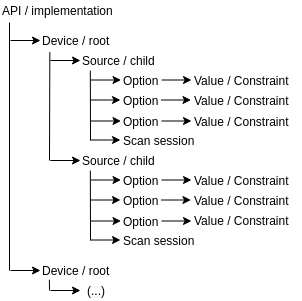 API / implementation
Device / root
Source / child
Option Value / Constraint
Option Value / Constraint
Option Value / Constraint
Scan session
Source / child
Option Value / Constraint
Option Value / Constraint
Option Value / Constraint
Scan session
Device / root
(...)